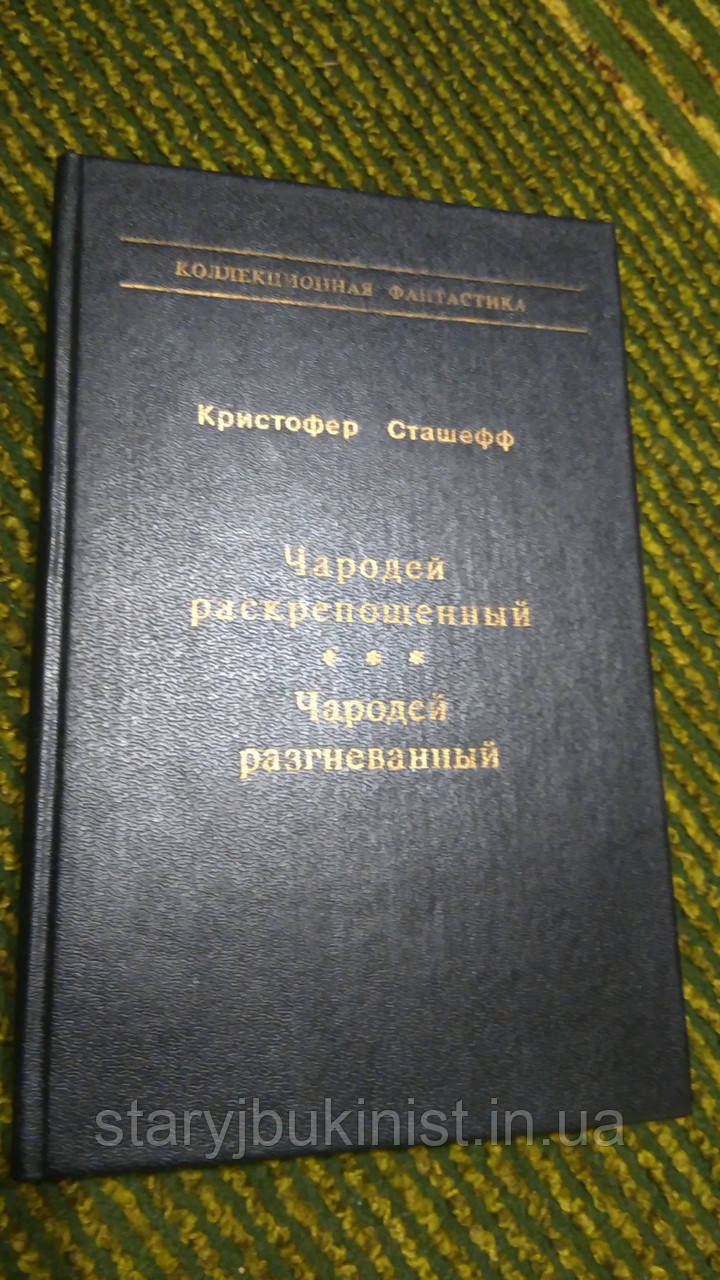 КОЛЛЕКЦИОННАЯ ФАНТАСТИКА
Кристофер Сташефф
Чародей
раскрепощенный
* * *
Чародей
разгневанный
staryjbukinist.in.ua